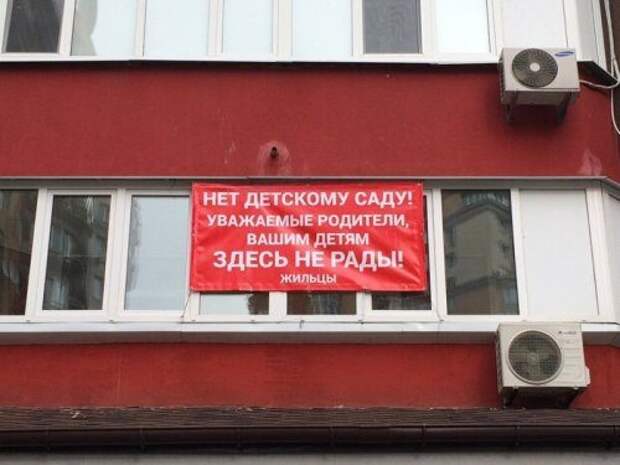 НЕТ ДЕТСКОМУ САДУ!
УВАЖАЕМЫЕ РОДИТЕЛИ,
ВАШИМ ДЕТЯМ
ЗДЕСЬ НЕ РАДЫ!
ЖИЛЬЦЫ